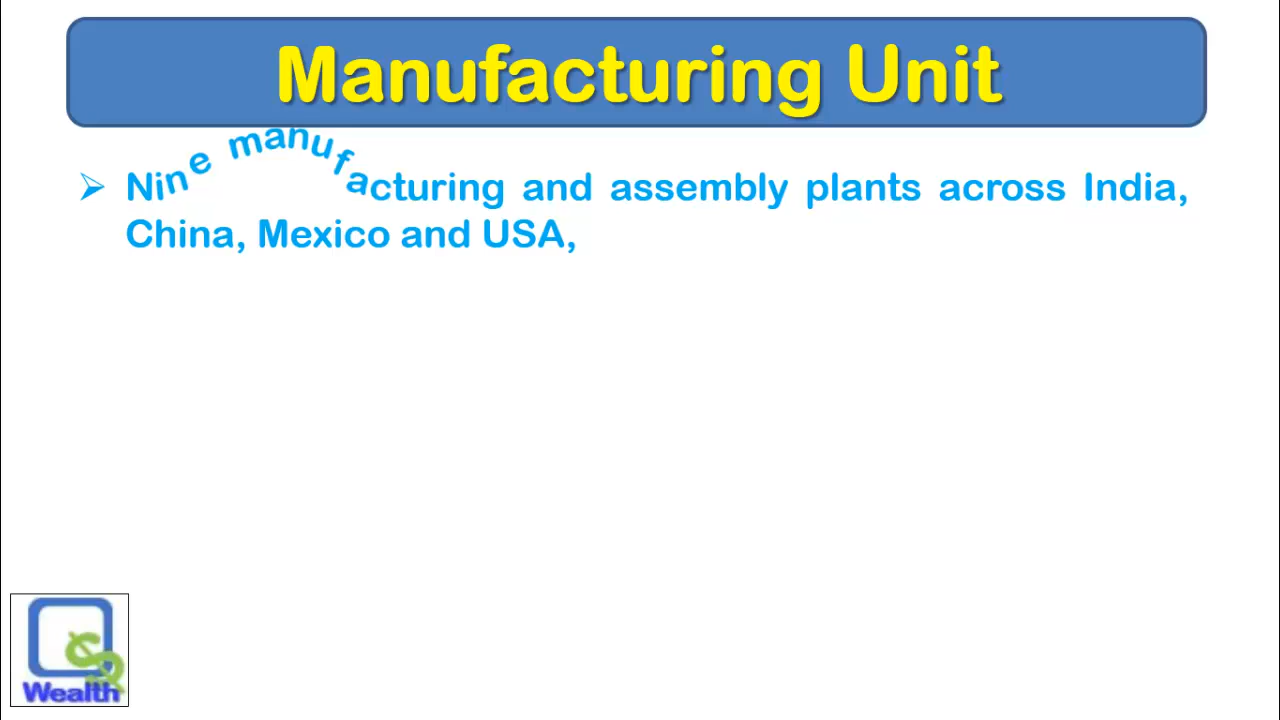 Manufacturing Unit
Nine manufacturing and assembly plants across India,
China, Mexico and USA,
Wealth